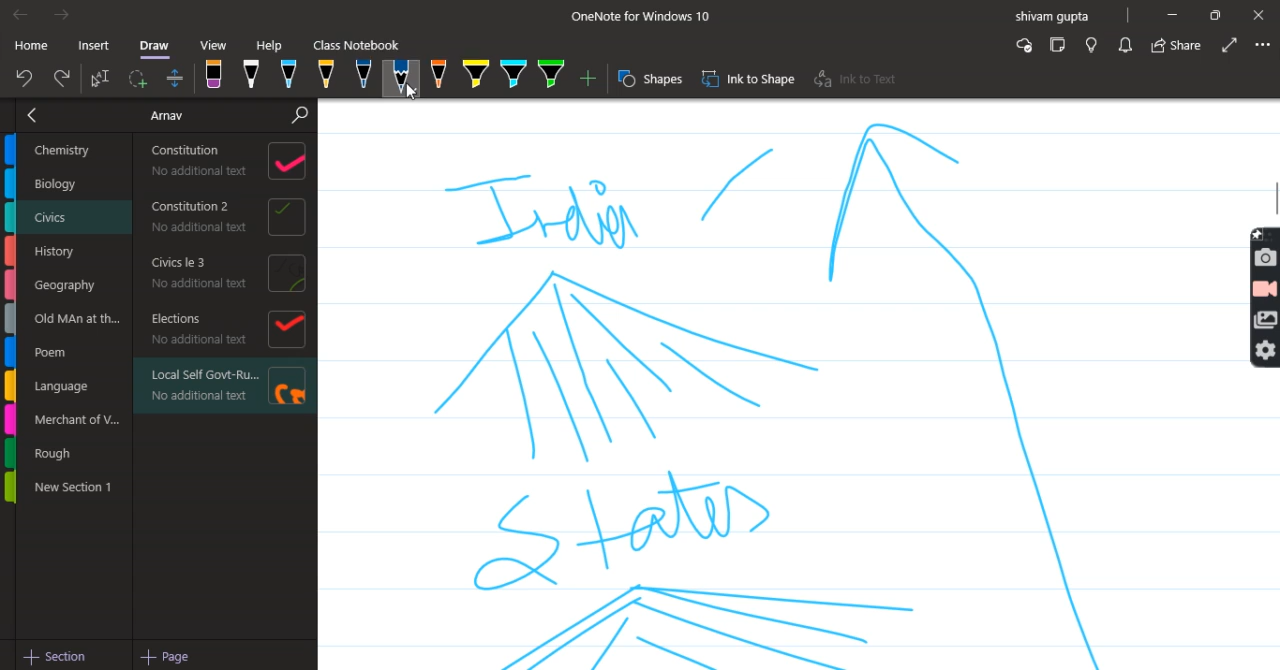 OneNote for Windows 10
shivam gupta
Home Insert Draw View Help Class Notebook
Share
Shapes Ink to Shape Ink to Text
Arnav
Chemistry
Biology
Civics
History
Geography
Old MAn at th...
Poem
Language
Merchant of V...
Rough
New Section 1
Constitution
No additional text
Constitution 2
No additional text
Civics le 3
No additional text
Elections
No additional text
Local Self Govt-Ru...
No additional text
Section
Page
India
States